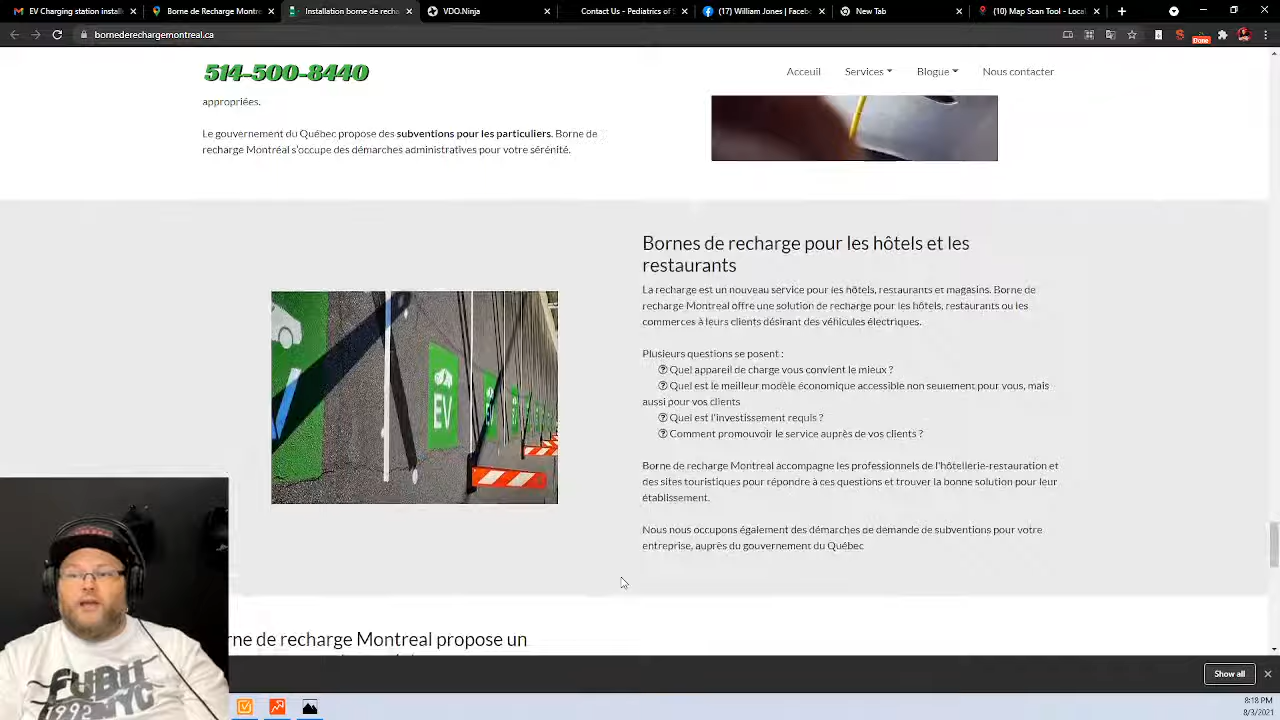 EV Charging station install
Borne de Recharge Montre
Installation borne de rech
VDO.Ninja
Contact Us - Pediatrics of S
(17) William Jones | Faceb
New Tab
(10) Map Scan Tool - Local
bornederechargemontreal.ca
Done
514-500-8440
Acceuil
Services
Blogue
Nous contacter
appropriées.
Le gouvernement du Québec propose des subventions pour les particuliers. Borne de
recharge Montréal s'occupe des démarches administratives pour votre sérénité.
Bornes de recharge pour les hôtels et les
restaurants
La recharge est un nouveau service pour les hôtels, restaurants et magasins. Borne de
recharge Montreal offre une solution de recharge pour les hôtels, restaurants ou les
commerces à leurs clients désirant des véhicules électriques.
Plusieurs questions se posent :
Quel appareil de charge vous convient le mieux ?
Quel est le meilleur modèle économique accessible non seulement pour vous, mais
aussi pour vos clients
Quel est l'investissement requis ?
Comment promouvoir le service auprès de vos clients ?
Borne de recharge Montreal accompagne les professionnels de l'hôtellerie-restauration et
des sites touristiques pour répondre à ces questions et trouver la bonne solution pour leur
établissement.
Nous nous occupons également des démarches de demande de subventions pour votre
entreprise, auprès du gouvernement du Québec
EV
rne de recharge Montreal propose un
FUBU
NYC
1992
Show all
8:18 PM
8/3/2021